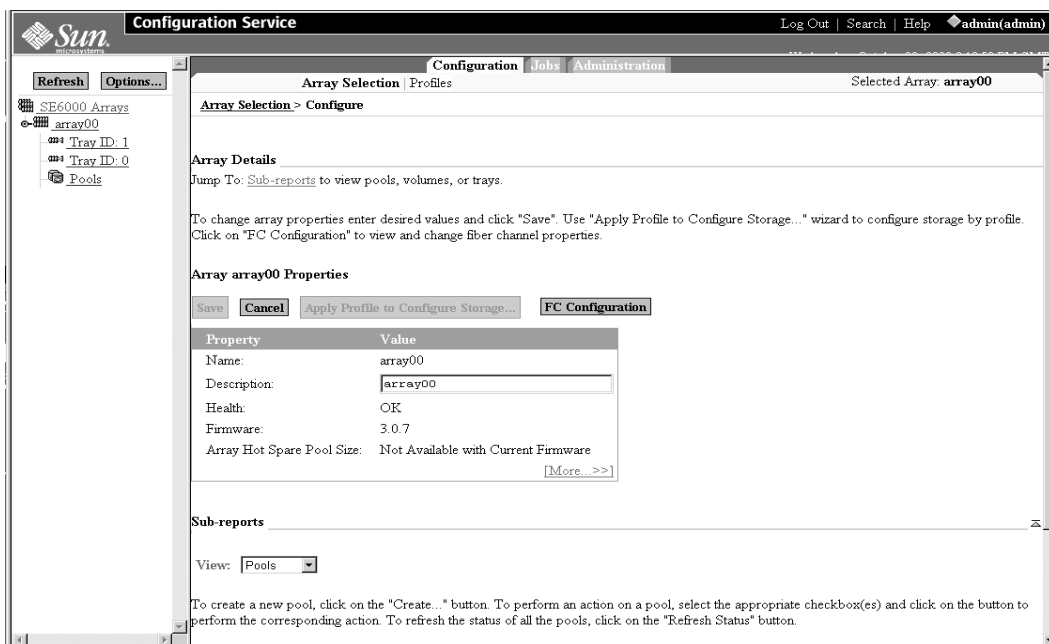 Sun
microsystems
Configuration Service
Log Out | Search | Help admin(admin)
Refresh Options...
SE6000 Arrays
array00
Tray ID: 1
Tray ID: 0
Pools
Configuration Jobs Administration
Array Selection | Profiles Selected Array: array00
Array Selection > Configure
Array Details
Jump To: Sub-reports to view pools, volumes, or trays.
To change array properties enter desired values and click "Save". Use "Apply Profile to Configure Storage..." wizard to configure storage by profile.
Click on "FC Configuration" to view and change fiber channel properties.
Array array00 Properties
Save Cancel Apply Profile to Configure Storage... FC Configuration
Property Value
Name: array00
Description: array00
Health: OK
Firmware: 3.0.7
Array Hot Spare Pool Size: Not Available with Current Firmware
[More...>>]
Sub-reports
View: Pools
To create a new pool, click on the "Create..." button. To perform an action on a pool, select the appropriate checkbox(es) and click on the button to
perform the corresponding action. To refresh the status of all the pools, click on the "Refresh Status" button.